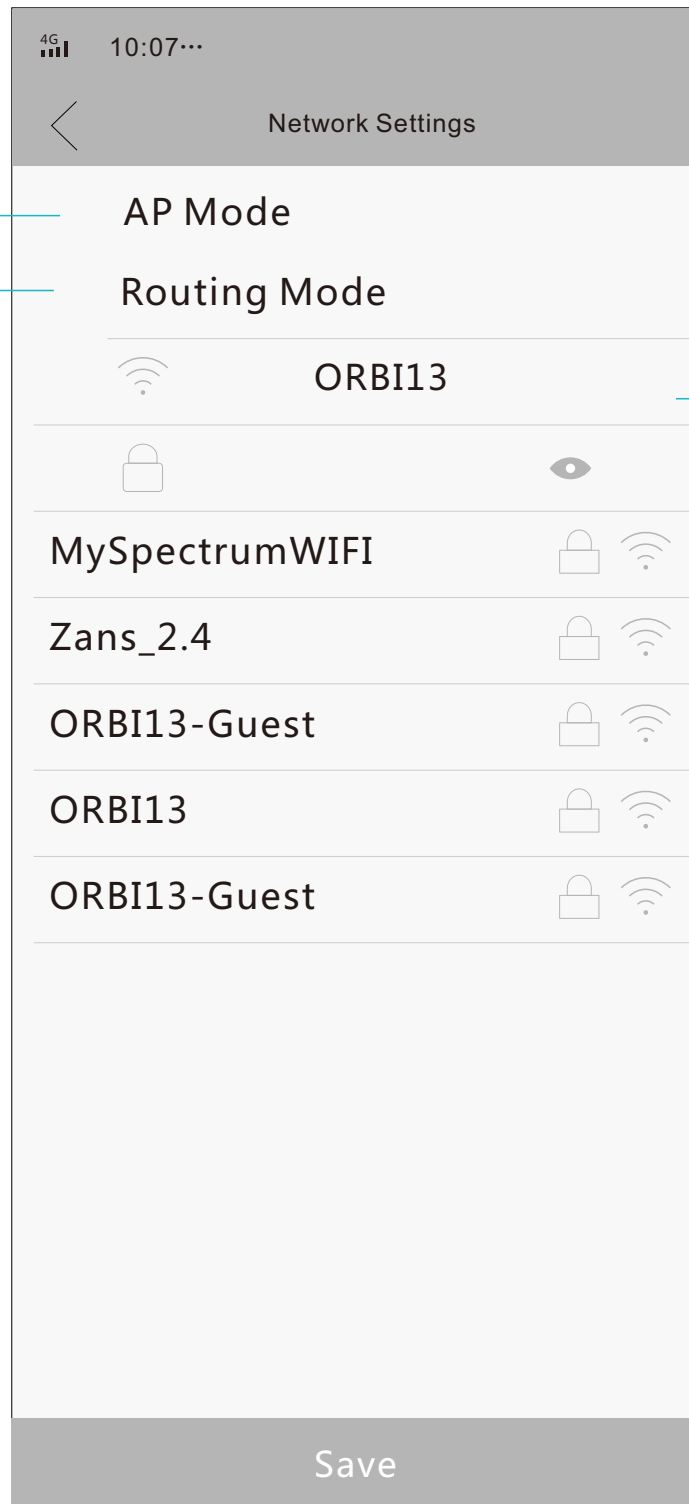 4G
10:07···
Network Settings
AP Mode
Routing Mode
ORBI13
MySpectrumWIFI
Zans_2.4
ORBI13-Guest
ORBI13
ORBI13-Guest
Save